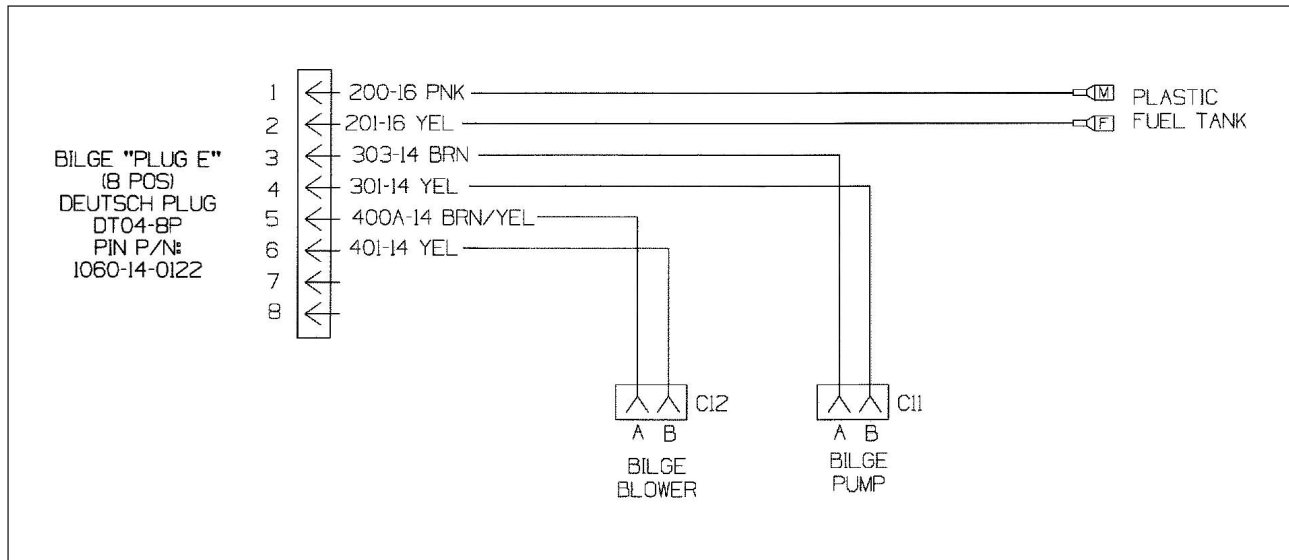 BILGE "PLUG E"
(8 POS)
DEUTSCH PLUG
DT04-8P
PIN P/N:
1060-14-0122
1
2
3
4
5
6
7
8
200-16 PNK
201-16 YEL
303-14 BRN
301-14 YEL
400A-14 BRN/YEL
401-14 YEL
M
F
PLASTIC
FUEL TANK
C12
A B
BILGE
BLOWER
C11
A B
BILGE
PUMP